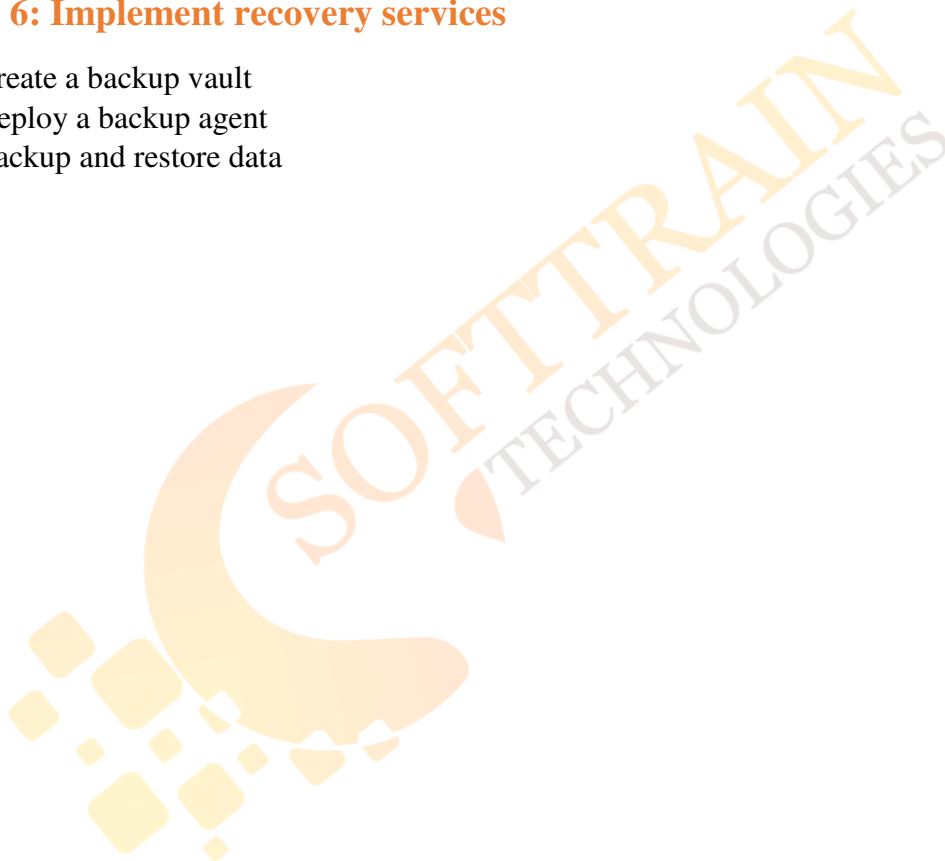 6: Implement recovery services
reate a backup vault
eploy a backup agent
ackup and restore data
SOFTTRAIN
TECHNOLOGIES